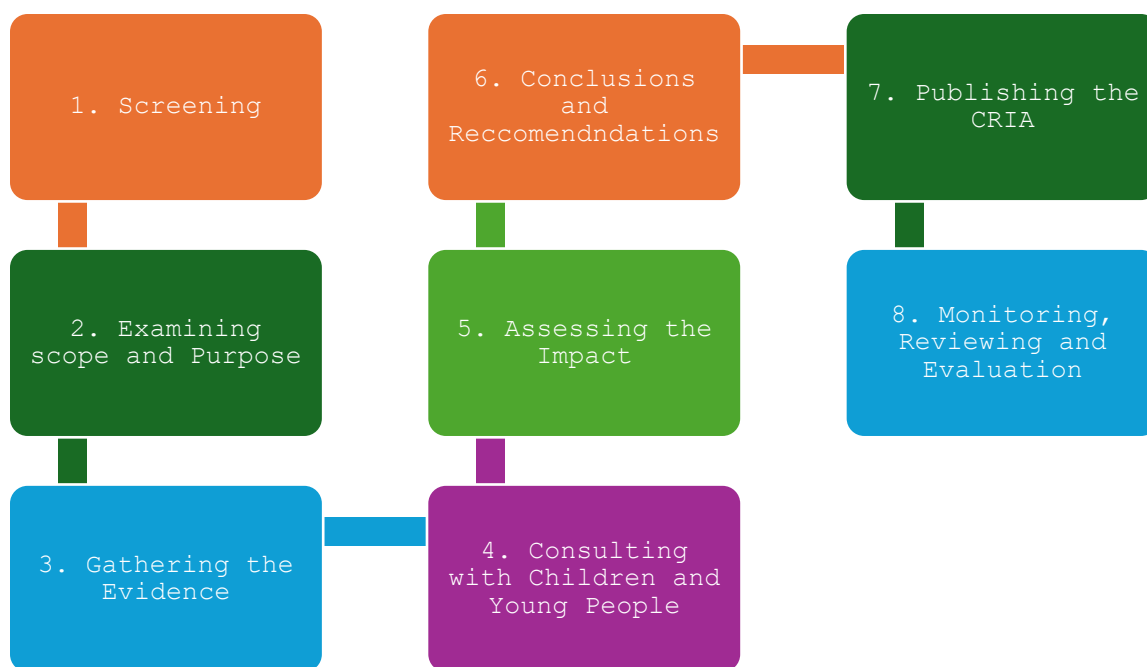 1. Screening
2. Examining
scope and Purpose
3. Gathering the
Evidence
4. Consulting
with Children and
Young People
5. Assessing the
Impact
6. Conclusions
and
Reccomendndations
7. Publishing the
CRIA
8. Monitoring,
Reviewing and
Evaluation